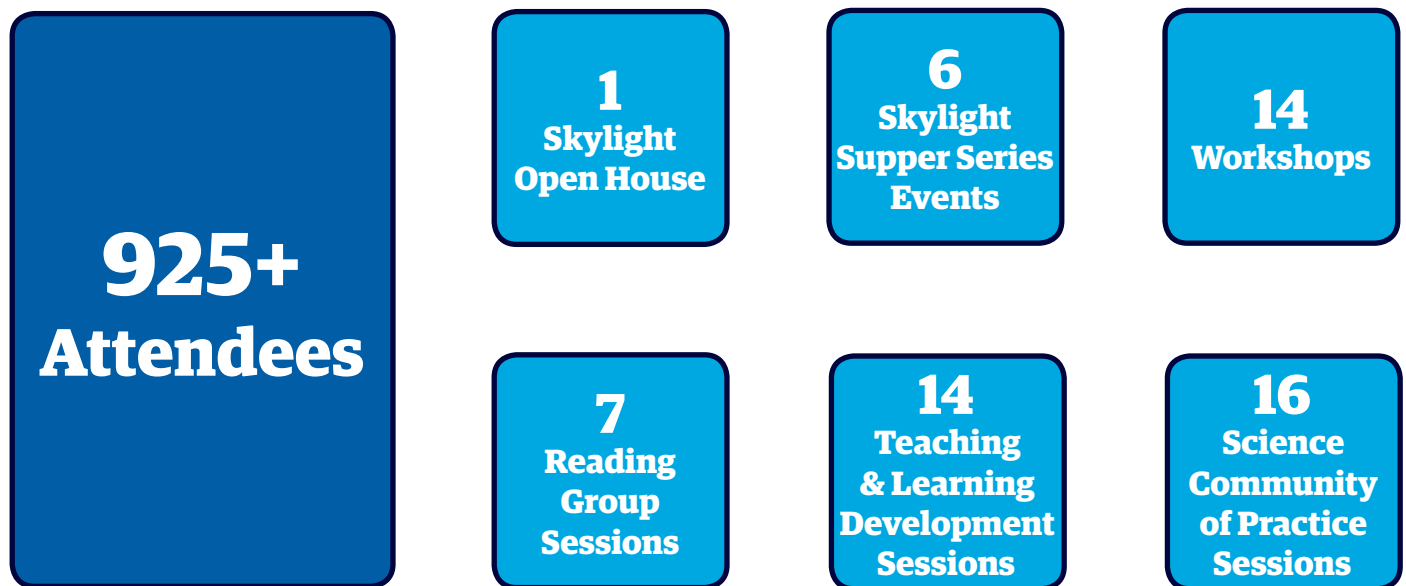 925+
Attendees
1
Skylight
Open House
6
Skylight
Supper Series
Events
14
Workshops
7
Reading
Group
Sessions
14
Teaching
& Learning
Development
Sessions
16
Science
Community
of Practice
Sessions